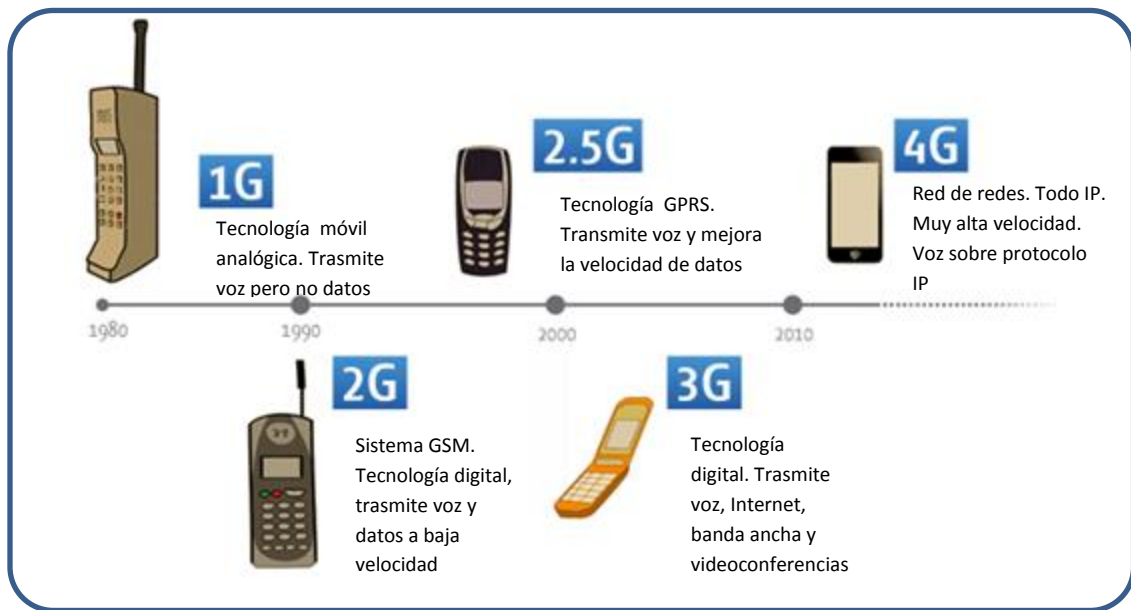 1G
Tecnología móvil
analógica. Trasmite
voz pero no datos
2.5G
Tecnología GPRS.
Transmite voz y mejora
la velocidad de datos
4G
Red de redes. Todo IP.
Muy alta velocidad.
Voz sobre protocolo
IP
1980
1990
2000
2010
2G
Sistema GSM.
Tecnología digital,
trasmite voz y
datos a baja
velocidad
3G
Tecnología
digital. Trasmite
voz, Internet,
banda ancha y
videoconferencias